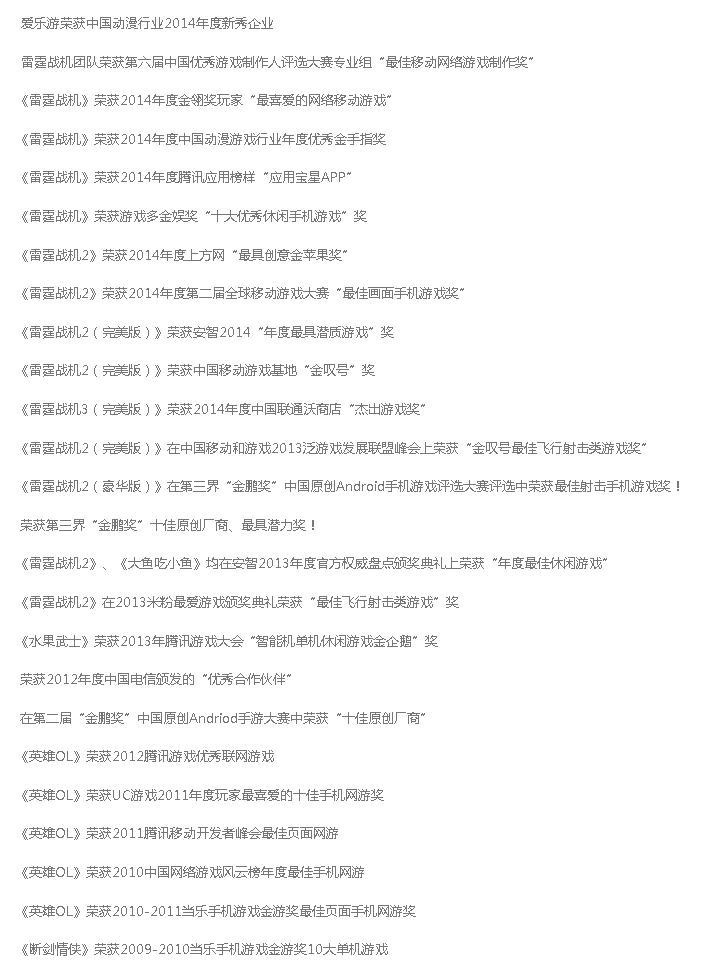 爱乐游荣获中国动漫行业2014年度新秀企业
雷霆战机团队荣获第六届中国优秀游戏制作人评选大赛专业组 “最佳移动网络游戏制作奖”
《雷霆战机》荣获2014年度金翎奖玩家 “最喜爱的网络移动游戏”
《雷霆战机》荣获2014年度中国动漫游戏行业年度优秀金手指奖
《雷霆战机》荣获2014年度腾讯应用榜样 “应用宝星APP”
《雷霆战机》荣获游戏多金娱奖 “十大优秀休闲手机游戏” 奖
《雷霆战机2》荣获2014年度上方网 “最具创意金苹果奖”
《雷霆战机2》荣获2014年度第二届全球移动游戏大赛 “最佳画面手机游戏奖”
《雷霆战机2（完美版）》荣获安智2014 “年度最具潜质游戏” 奖
《雷霆战机2（完美版）》荣获中国移动游戏基地 “金叹号” 奖
《雷霆战机3（完美版）》荣获2014年度中国联通沃商店 “杰出游戏奖”
《雷霆战机2（完美版）》在中国移动和游戏2013泛游戏发展联盟峰会上荣获 “金叹号最佳飞行射击类游戏奖”
《雷霆战机2（豪华版）》在第三界 “金鹏奖” 中国原创Android手机游戏评选大赛评选中荣获最佳射击手机游戏奖！
荣获第三界 “金鹏奖” 十佳原创厂商、最具潜力奖！
《雷霆战机2》、《大鱼吃小鱼》均在安智2013年度官方权威盘点颁奖典礼上荣获 “年度最佳休闲游戏”
《雷霆战机2》在2013米粉最爱游戏颁奖典礼荣获 “最佳飞行射击类游戏” 奖
《水果武士》荣获2013年腾讯游戏大会 “智能机单机休闲游戏金企鹅” 奖
荣获2012年度中国电信颁发的 “优秀合作伙伴”
在第二届 “金鹏奖” 中国原创Andriod手游大赛中荣获 “十佳原创厂商”
《英雄OL》荣获2012腾讯游戏优秀联网游戏
《英雄OL》荣获UC游戏2011年度玩家最喜爱的十佳手机网游奖
《英雄OL》荣获2011腾讯移动开发者峰会最佳页面网游
《英雄OL》荣获2010中国网络游戏风云榜年度最佳手机网游
《英雄OL》荣获2010-2011当乐手机游戏金游奖最佳页面手机网游奖
《断剑情侠》荣获2009-2010当乐手机游戏金游奖10大单机游戏